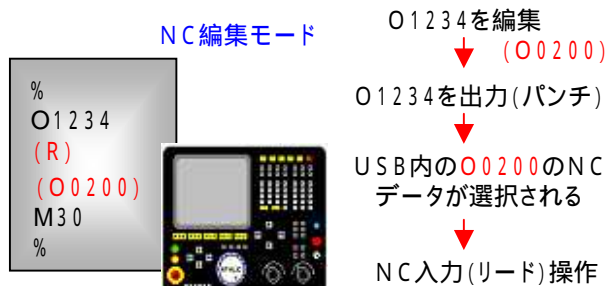 NC編集モード
%
O1234
(R)
(O0200)
M30
%
O1234を編集
(O0200)
O1234を出力(パンチ)
USB内のO0200のNC
データが選択される
NC入力(リード)操作